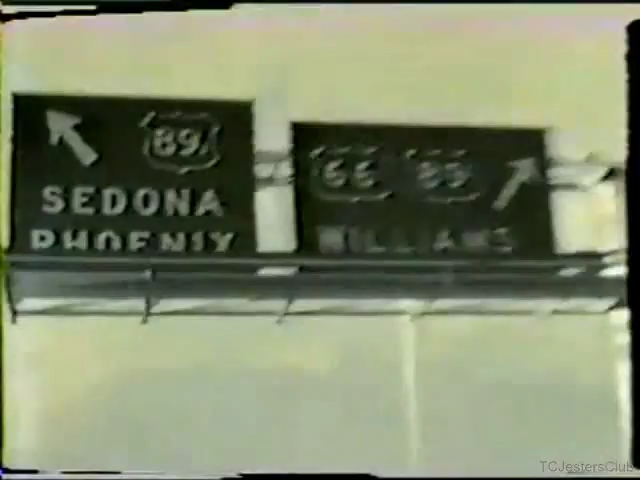 89
SEDONA
PHOENIX
66 89
WILLIAMS
TCJestersClub